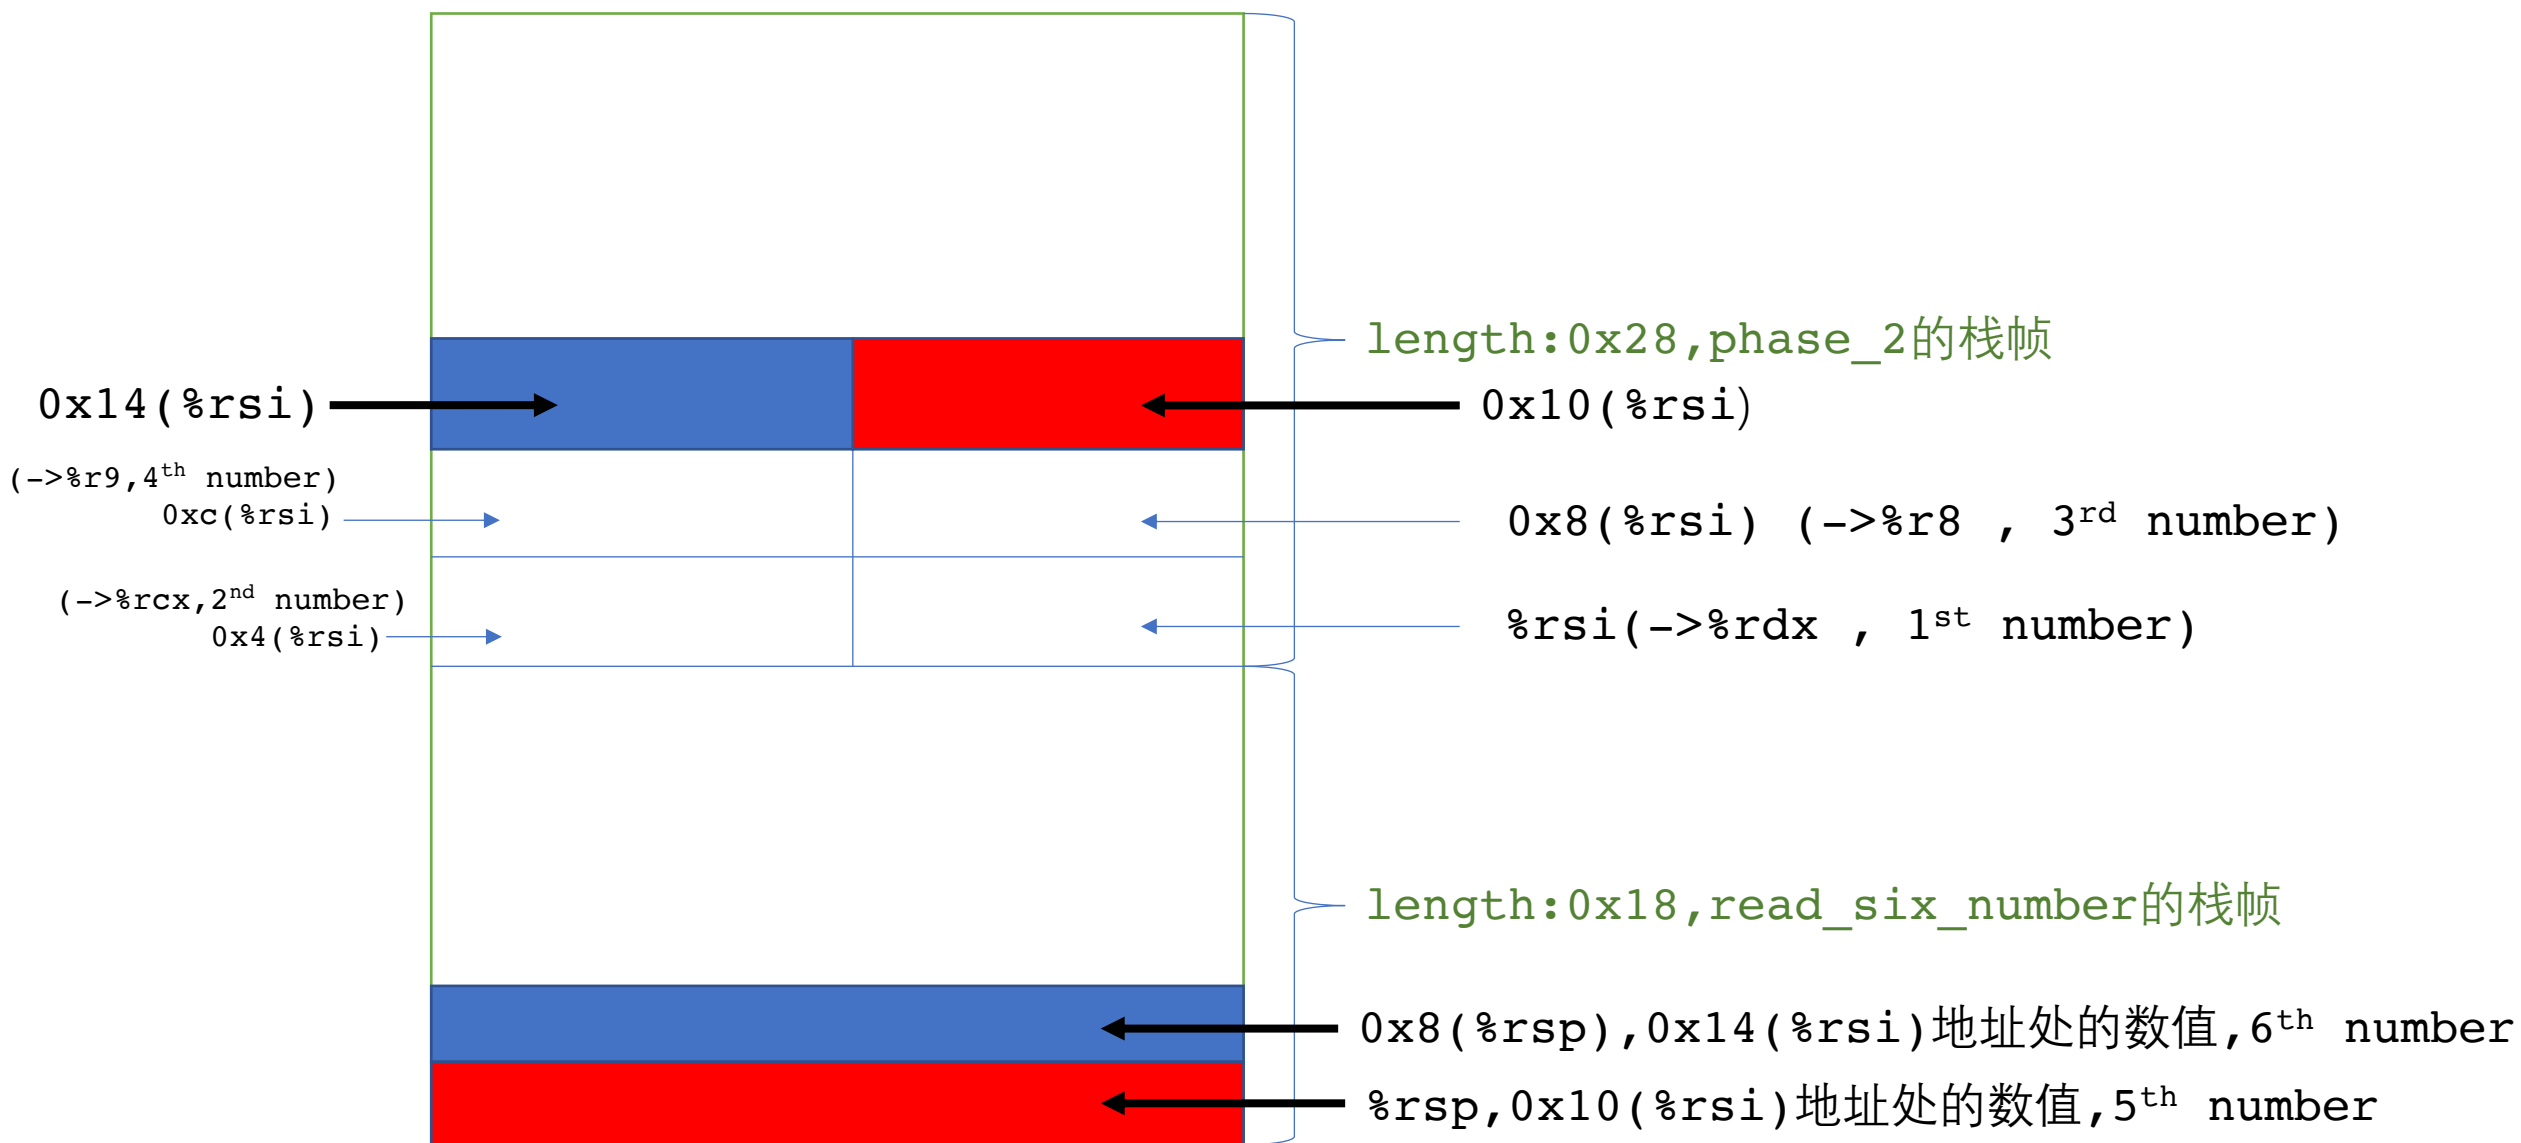 length:0x28,phase_2的栈帧
0x14(%rsi)
0x10(%rsi)
(->%r9,4th number)
0xc(%rsi)
0x8(%rsi) (->%r8 , 3rd number)
(->%rcx,2nd number)
0x4(%rsi)
%rsi(->%rdx , 1st number)
length:0x18,read_six_number的栈帧
0x8(%rsp),0x14(%rsi)地址处的数值,6th number
%rsp,0x10(%rsi)地址处的数值,5th number